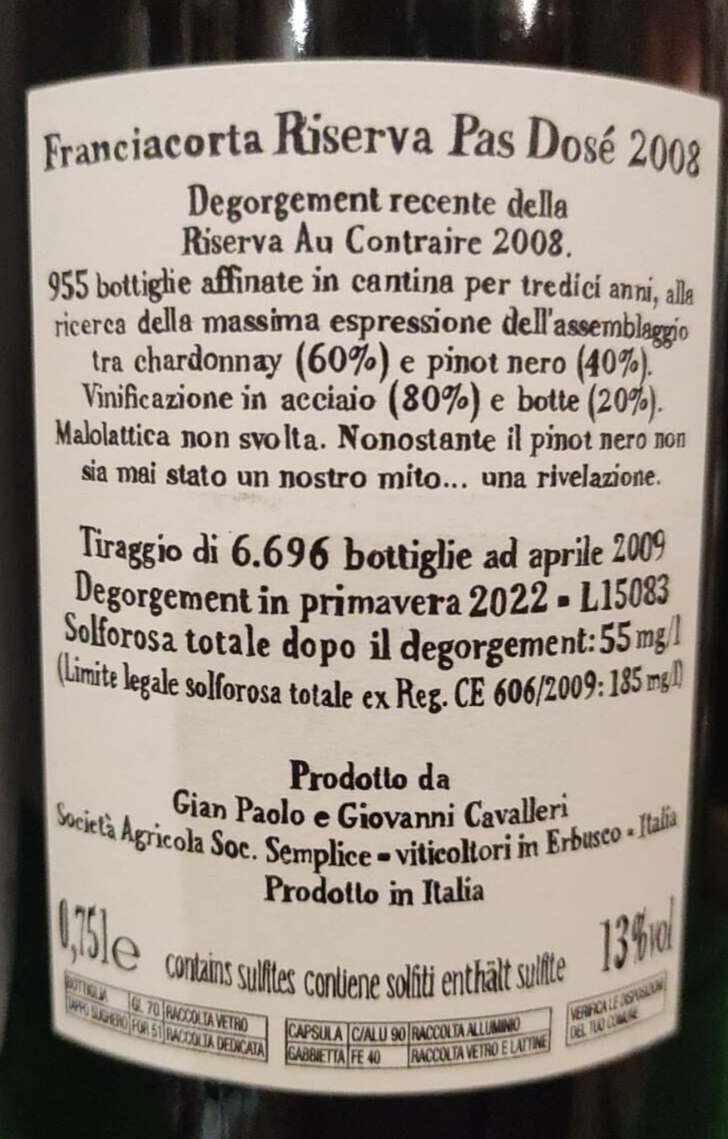 Franciacorta Riserva Pas Dosé 2008
Degorgement recente della
Riserva Au Contraire 2008.
955 bottiglie affinate in cantina per tredici anni, alla
ricerca della massima espressione dell'assemblaggio
tra chardonnay (60%) e pinot nero (40%).
Vinificazione in acciaio (80%) e botte (20%).
Malolattica non svolta. Nonostante il pinot nero non
sia mai stato un nostro mito... una rivelazione.
Tiraggio di 6.696 bottiglie ad aprile 2009
Degorgement in primavera 2022 ▪ L15083
Solforosa totale dopo il degorgement: 55 mg/l
(Limite legale solforosa totale ex Reg. CE 606/2009: 185 mg/l)
Prodotto da
Gian Paolo e Giovanni Cavalleri
Società Agricola Soc. Semplice - viticoltori in Erbusco - Italia
Prodotto in Italia
0,75l e contains sulfites contiene solfiti enthält sulfite 13%vol
BOTTIGLIA GL 70 RACCOLTA VETRO
TAPPO SUGHERO FOR 51 RACCOLTA DEDICATA
CAPSULA C/ALU 90 RACCOLTA ALLUMINIO
GABBIETTA FE 40 RACCOLTA VETRO E LATTINE
VERIFICA LE DISPOSIZIONI
DEL TUO COMUNE